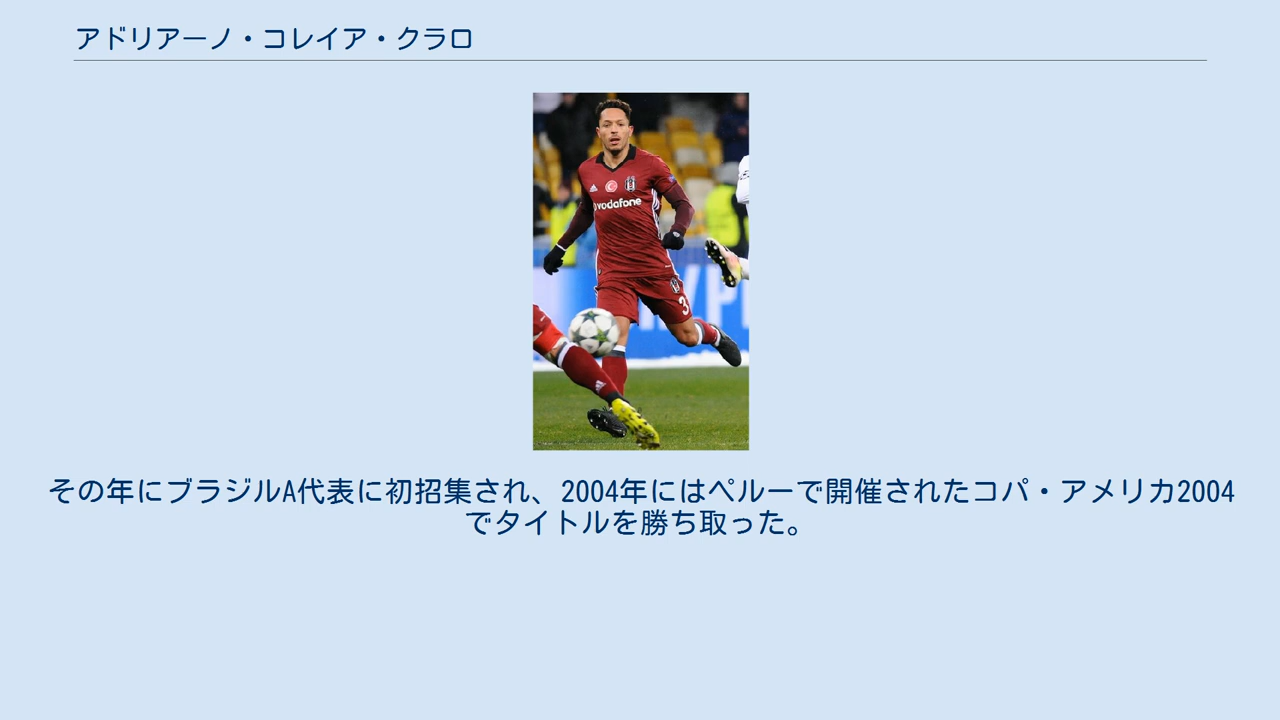 アドリアーノ・コレイア・クラロ
vodafone
3
その年にブラジルA代表に初招集され、2004年にはペルーで開催されたコパ・アメリカ2004
でタイトルを勝ち取った。